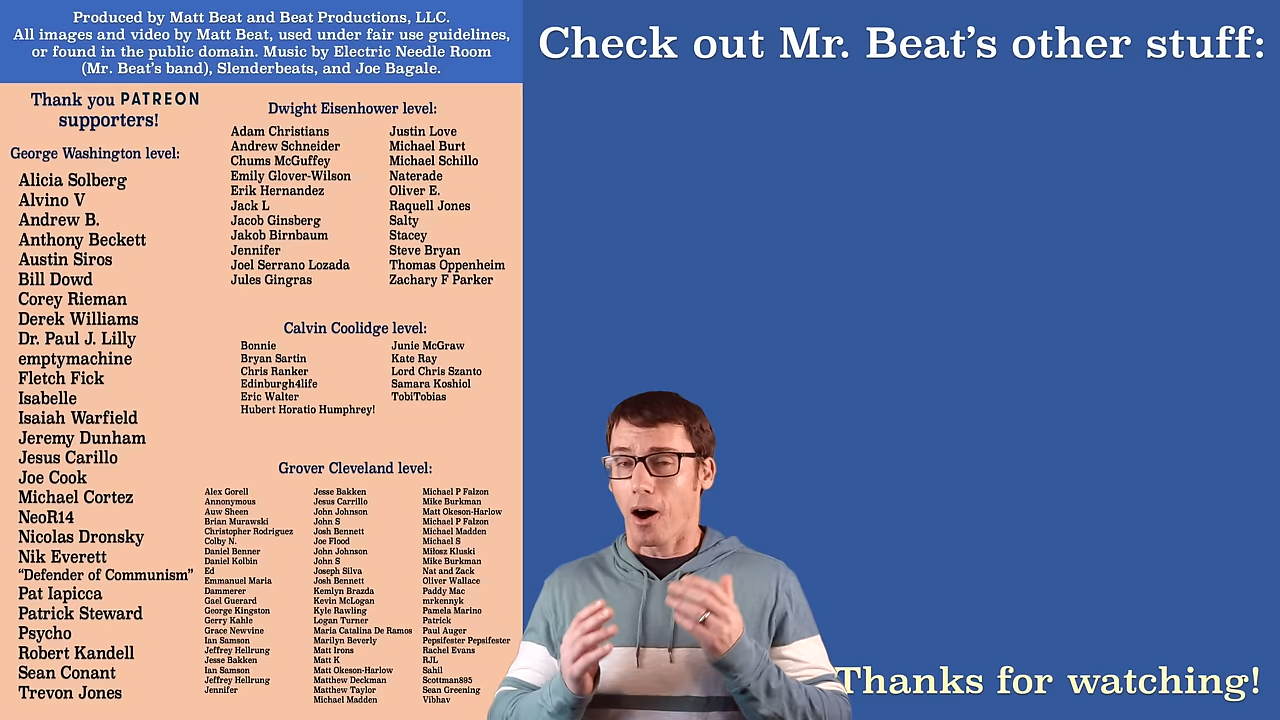 Produced by Matt Beat and Beat Productions, LLC.
All images and video by Matt Beat, used under fair use guidelines,
or found in the public domain. Music by Electric Needle Room
(Mr. Beat's band), Slenderbeats, and Joe Bagale.
Check out Mr. Beat's other stuff:
Thank you PATREON
supporters!
George Washington level:
Alicia Solberg
Alvino V
Andrew B.
Anthony Beckett
Austin Siros
Bill Dowd
Corey Rieman
Derek Williams
Dr. Paul J. Lilly
emptymachine
Fletch Fick
Isabelle
Isaiah Warfield
Jeremy Dunham
Jesus Carillo
Joe Cook
Michael Cortez
NeoR14
Nicolas Dronsky
Nik Everett
"Defender of Communism"
Pat Iapicca
Patrick Steward
Psycho
Robert Kandell
Sean Conant
Trevon Jones
Dwight Eisenhower level:
Adam Christians
Andrew Schneider
Chums McGuffey
Emily Glover-Wilson
Erik Hernandez
Jack L
Jacob Ginsberg
Jakob Birnbaum
Jennifer
Joel Serrano Lozada
Jules Gingras
Justin Love
Michael Burt
Michael Schillo
Naterade
Oliver E.
Raquell Jones
Salty
Stacey
Steve Bryan
Thomas Oppenheim
Zachary F Parker
Calvin Coolidge level:
Bonnie
Bryan Sartin
Chris Ranker
Edinburgh4life
Eric Walter
Hubert Horatio Humphrey!
Junie McGraw
Kate Ray
Lord Chris Szanto
Samara Koshiol
TobiTobias
Grover Cleveland level:
Alex Gorell
Annonymous
Auw Sheen
Brian Murawski
Christopher Rodriguez
Colby N.
Daniel Benner
Daniel Kolbin
Ed
Emmanuel Maria
Dammerer
Gael Guerard
George Kingston
Gerry Kahle
Grace Newvine
Ian Samson
Jeffrey Hellrung
Jesse Bakken
Ian Samson
Jeffrey Hellrung
Jennifer
Jesse Bakken
Jesus Carrillo
John Johnson
John S
Josh Bennett
Joe Flood
John Johnson
John S
Joseph Silva
Josh Bennett
Kemlyn Brazda
Kevin McLogan
Kyle Rawling
Logan Turner
Maria Catalina De Ramos
Marilyn Beverly
Matt Irons
Matt K
Matt Okeson-Harlow
Matthew Deckman
Matthew Taylor
Michael Madden
Michael P Falzon
Mike Burkman
Matt Okeson-Harlow
Michael P Falzon
Michael Madden
Michael S
Miłosz Kluski
Mike Burkman
Nat and Zack
Oliver Wallace
Paddy Mac
mrkennyk
Pamela Marino
Patrick
Paul Auger
Pepsifester Pepsifester
Rachel Evans
RJL
Sahil
Scottman895
Sean Greening
Vibhav
Thanks for watching!